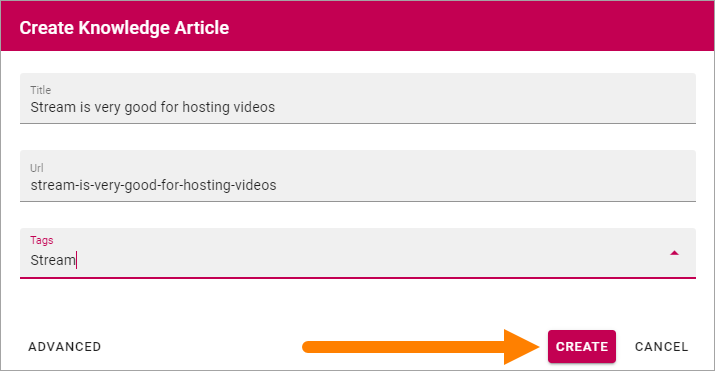 Create Knowledge Article
Title
Stream is very good for hosting videos
Url
stream-is-very-good-for-hosting-videos
Tags
Stream
ADVANCED CREATE CANCEL